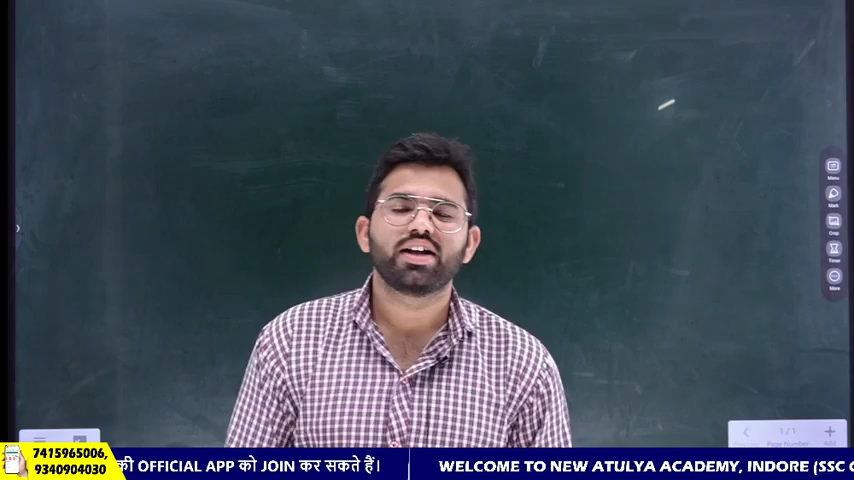 Menu
Mark
Crop
Timer
More
1/1
Page Number
Add
7415965006,
9340904030
की OFFICIAL APP को JOIN कर सकते हैं।
WELCOME TO NEW ATULYA ACADEMY, INDORE (SSC